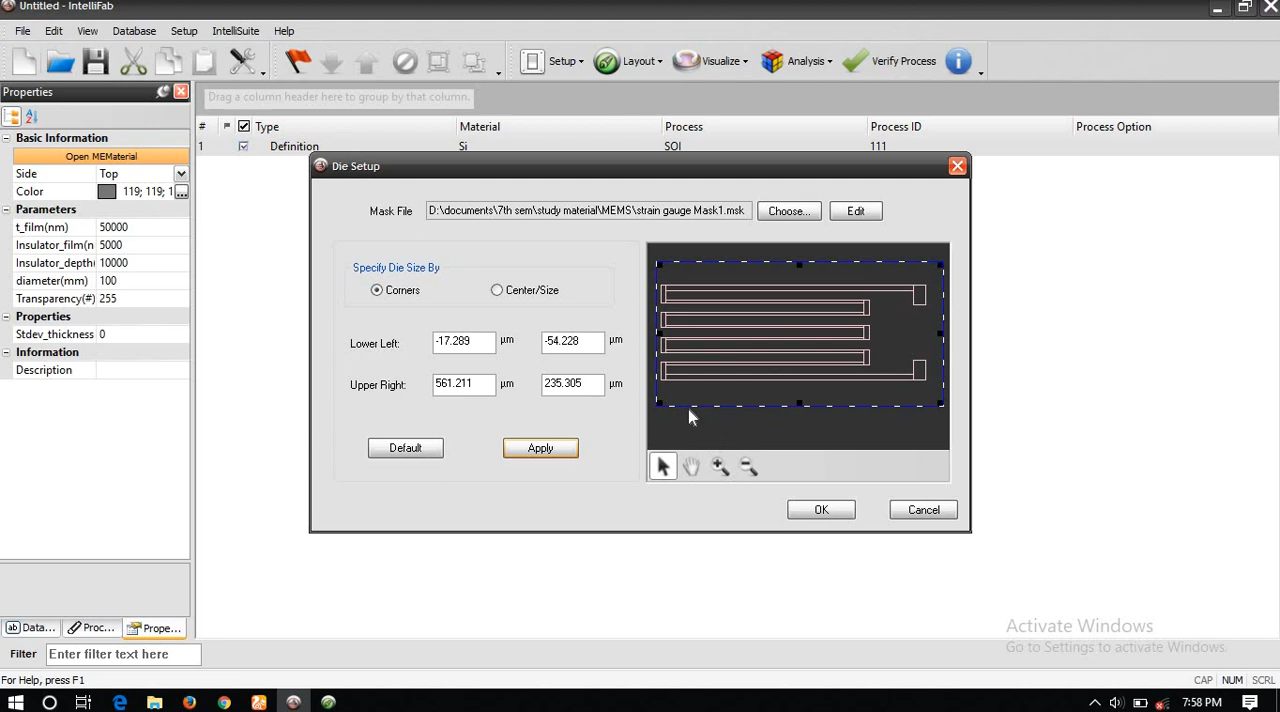 Untitled - IntelliFab
File Edit View Database Setup IntelliSuite Help
Setup Layout Visualize Analysis Verify Process
Properties
Drag a column header here to group by that column.
# Type Material Process Process ID Process Option
1 Definition Si SOI 111
Basic Information
Open MEMaterial
Side Top
Color 119; 119; 1
Parameters
t_film(nm) 50000
Insulator_film(n 5000
Insulator_depth( 10000
diameter(mm) 100
Transparency(#) 255
Properties
Stdev_thickness 0
Information
Description
Die Setup
Mask File D:\documents\7th sem\study material\MEMS\strain gauge Mask1.msk Choose... Edit
Specify Die Size By
Corners Center/Size
Lower Left: -17.289 µm -54.228 µm
Upper Right: 561.211 µm 235.305 µm
Default Apply
OK Cancel
Data... Proc... Prope...
Filter Enter filter text here
Activate Windows
Go to Settings to activate Windows.
For Help, press F1 CAP NUM SCRL
7:58 PM